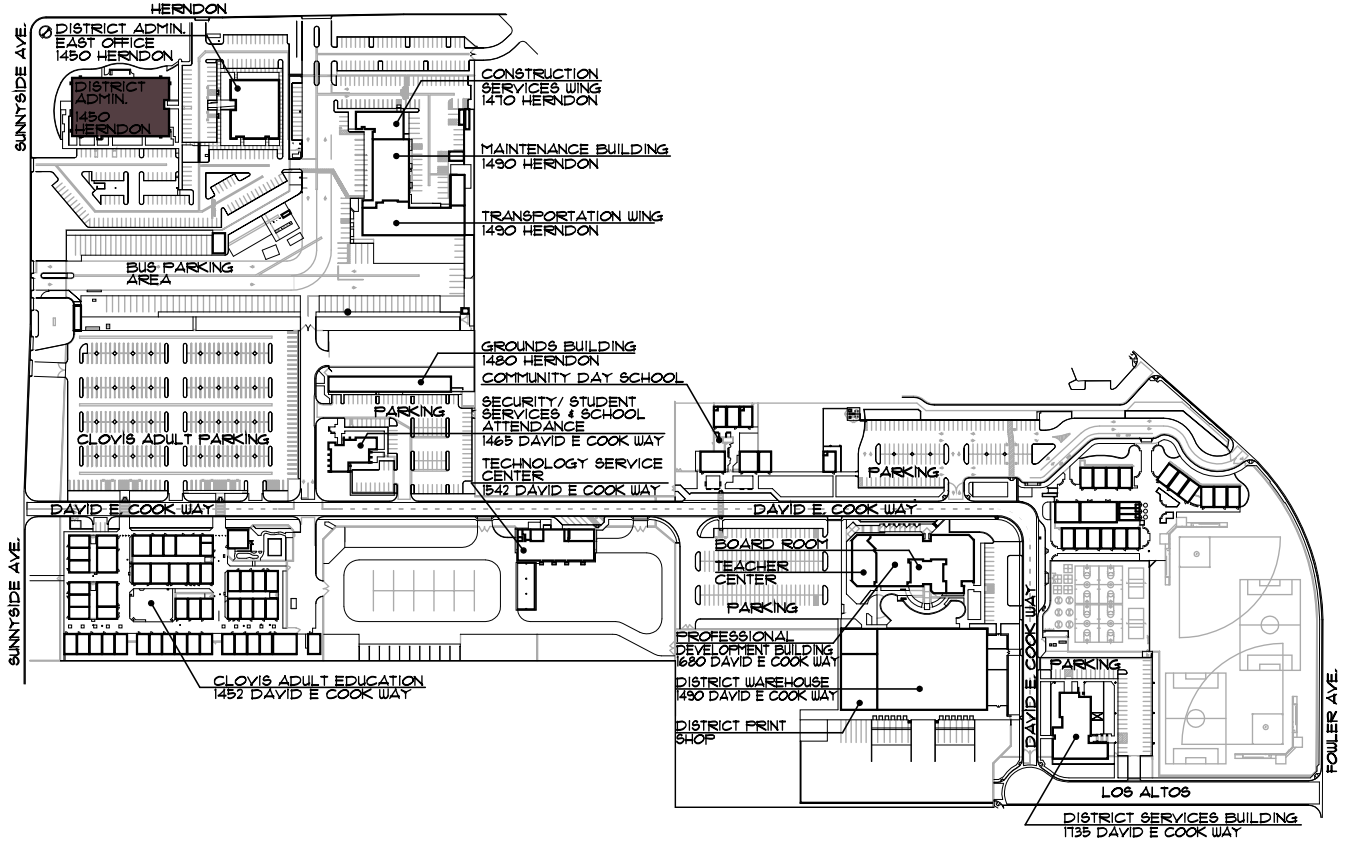 HERNDON
SUNNYSIDE AVE.
DISTRICT ADMIN.
EAST OFFICE
1450 HERNDON
DISTRICT
ADMIN.
1450
HERNDON
CONSTRUCTION
SERVICES WING
1470 HERNDON
MAINTENANCE BUILDING
1490 HERNDON
TRANSPORTATION WING
1490 HERNDON
BUS PARKING
AREA
GROUNDS BUILDING
1480 HERNDON
COMMUNITY DAY SCHOOL
PARKING
SECURITY/ STUDENT
SERVICES & SCHOOL
ATTENDANCE
1465 DAVID E COOK WAY
CLOVIS ADULT PARKING
TECHNOLOGY SERVICE
CENTER
1542 DAVID E COOK WAY
PARKING
DAVID E. COOK WAY
DAVID E. COOK WAY
SUNNYSIDE AVE.
BOARD ROOM
TEACHER
CENTER
PARKING
PROFESSIONAL
DEVELOPMENT BUILDING
1680 DAVID E COOK WAY
DISTRICT WAREHOUSE
1490 DAVID E COOK WAY
DISTRICT PRINT
SHOP
CLOVIS ADULT EDUCATION
1452 DAVID E COOK WAY
DAVID E. COOK WAY
PARKING
FOWLER AVE.
LOS ALTOS
DISTRICT SERVICES BUILDING
1735 DAVID E COOK WAY